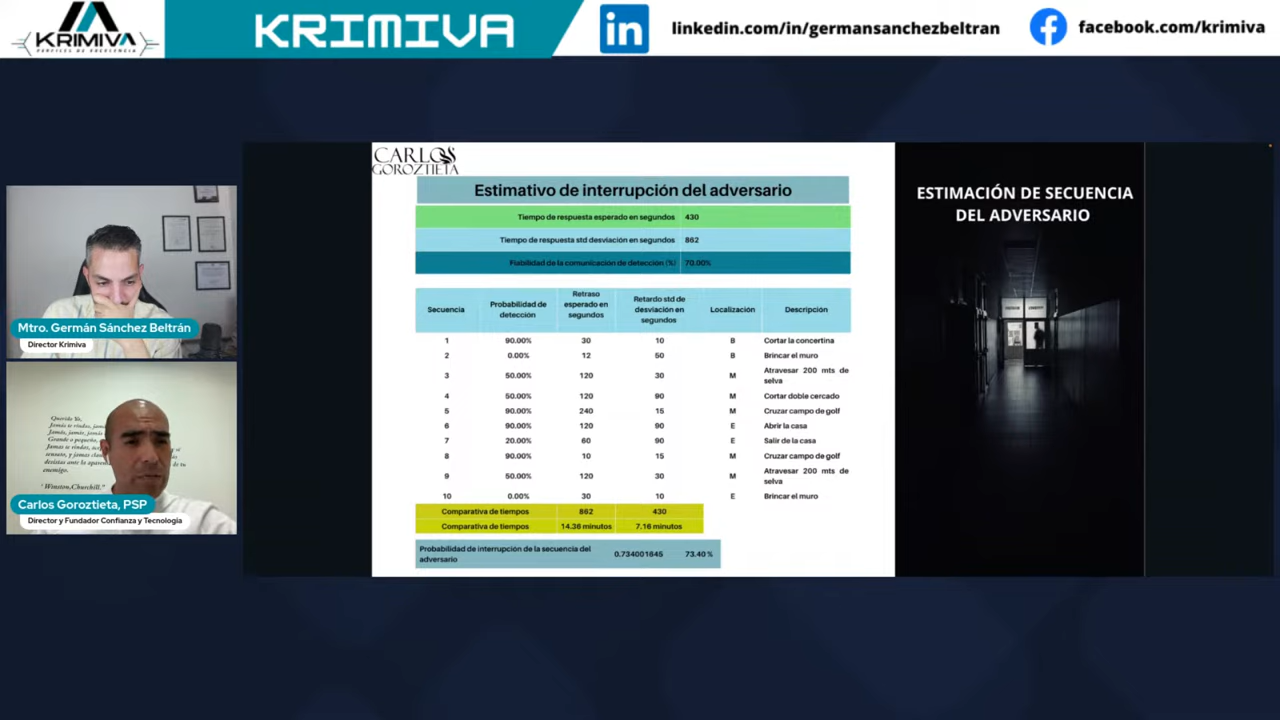 KRIMIVA
PERFILES DE EXCELENCIA
KRIMIVA
in
linkedin.com/in/germansanchezbeltran
facebook.com/krimiva
CARLOS
GOROZTIETA
Estimativo de interrupción del adversario
Tiempo de respuesta esperado en segundos 430
Tiempo de respuesta std desviación en segundos 862
Fiabilidad de la comunicacion de detección (%) 70.00%
Secuencia Probabilidad de detección Retraso esperado en segundos Retardo std de desviación en segundos Localización Descripción
1 90.00% 30 10 B Cortar la concertina
2 0.00% 12 50 B Brincar el muro
3 50.00% 120 30 M Atravesar 200 mts de selva
4 50.00% 120 90 M Cortar doble cercado
5 90.00% 240 15 M Cruzar campo de golf
6 90.00% 120 90 E Abrir la casa
7 20.00% 60 90 E Salir de la casa
8 90.00% 10 15 M Cruzar campo de golf
9 50.00% 120 30 M Atravesar 200 mts de selva
10 0.00% 30 10 E Brincar el muro
Comparativa de tiempos 862 430
Comparativa de tiempos 14.36 minutos 7.16 minutos
Probabilidad de interrupción de la secuencia del adversario 0.734001645 73.40 %
ESTIMACIÓN DE SECUENCIA
DEL ADVERSARIO
Mtro. Germán Sánchez Beltrán
Director Krimiva
Querido Yo,
Winston Churchill."
Carlos Goroztieta, PSP
Director y Fundador Confianza y Tecnología